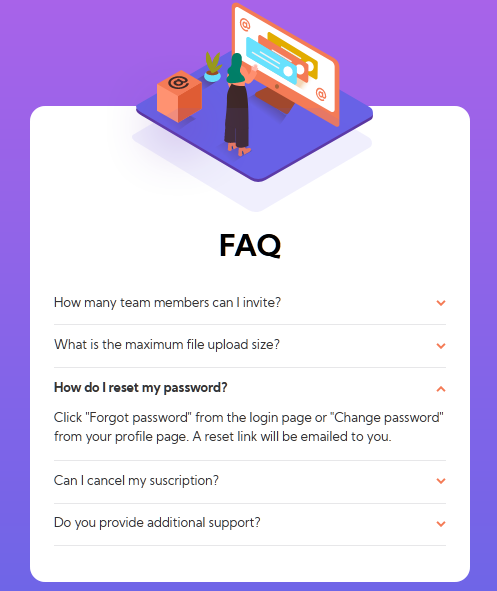 FAQ
How many team members can I invite?
What is the maximum file upload size?
How do I reset my password?
Click "Forgot password" from the login page or "Change password"
from your profile page. A reset link will be emailed to you.
Can I cancel my suscription?
Do you provide additional support?